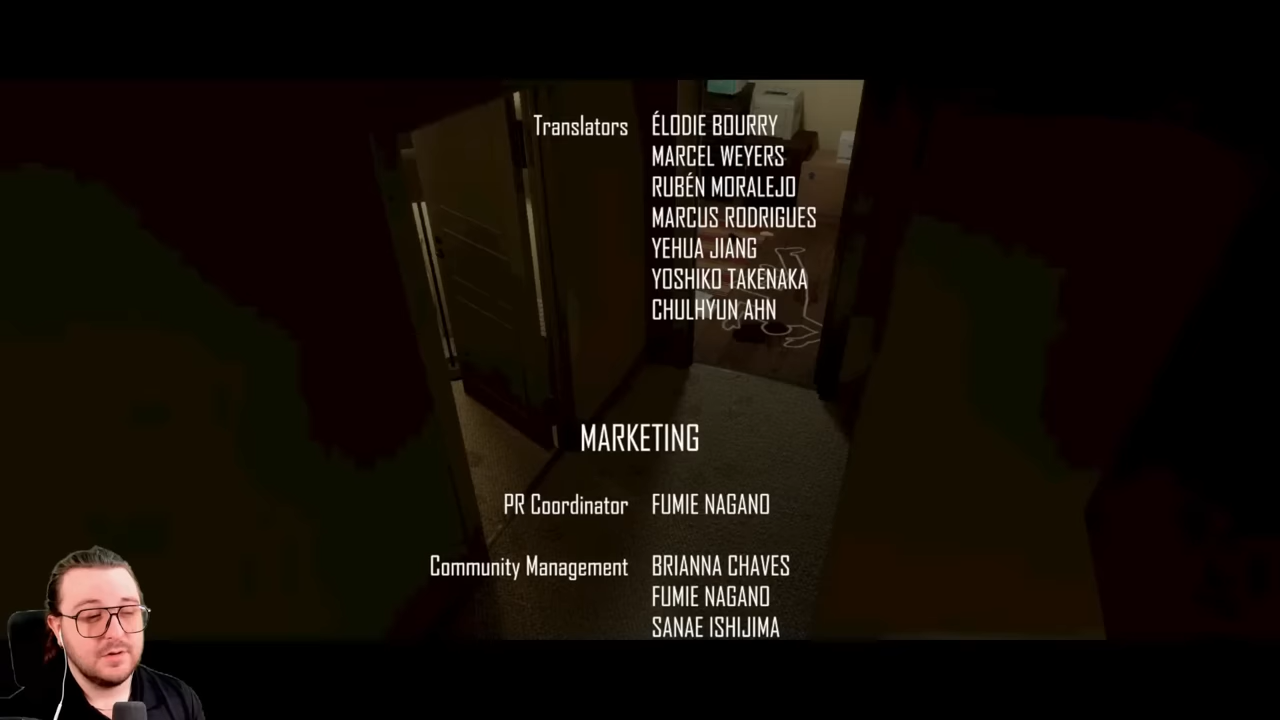 Translators ÉLODIE BOURRY
MARCEL WEYERS
RUBÉN MORALEJO
MARCUS RODRIGUES
YEHUA JIANG
YOSHIKO TAKENAKA
CHULHYUN AHN
MARKETING
PR Coordinator FUMIE NAGANO
Community Management BRIANNA CHAVES
FUMIE NAGANO
SANAE ISHIJIMA